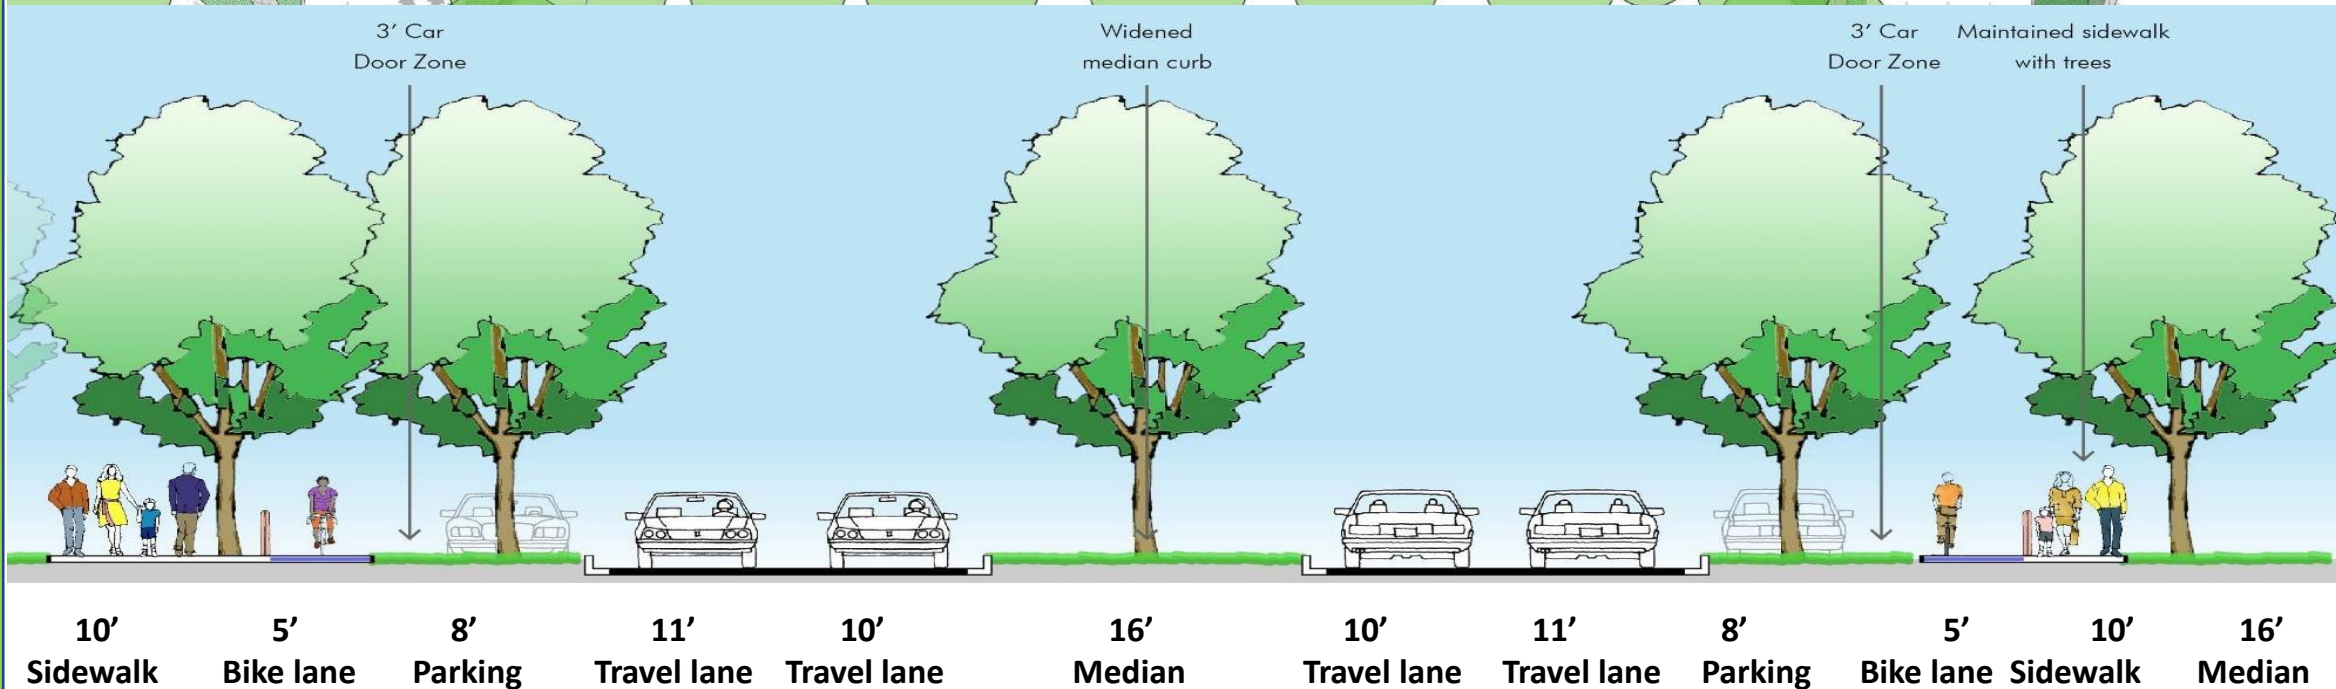 3’ Car
Door Zone
Widened
median curb
3’ Car
Door Zone
Maintained sidewalk
with trees
10’
Sidewalk
5’
Bike lane
8’
Parking
11’
Travel lane
10’
Travel lane
16’
Median
10’
Travel lane
11’
Travel lane
8’
Parking
5’
Bike lane
10’
Sidewalk
16’
Median